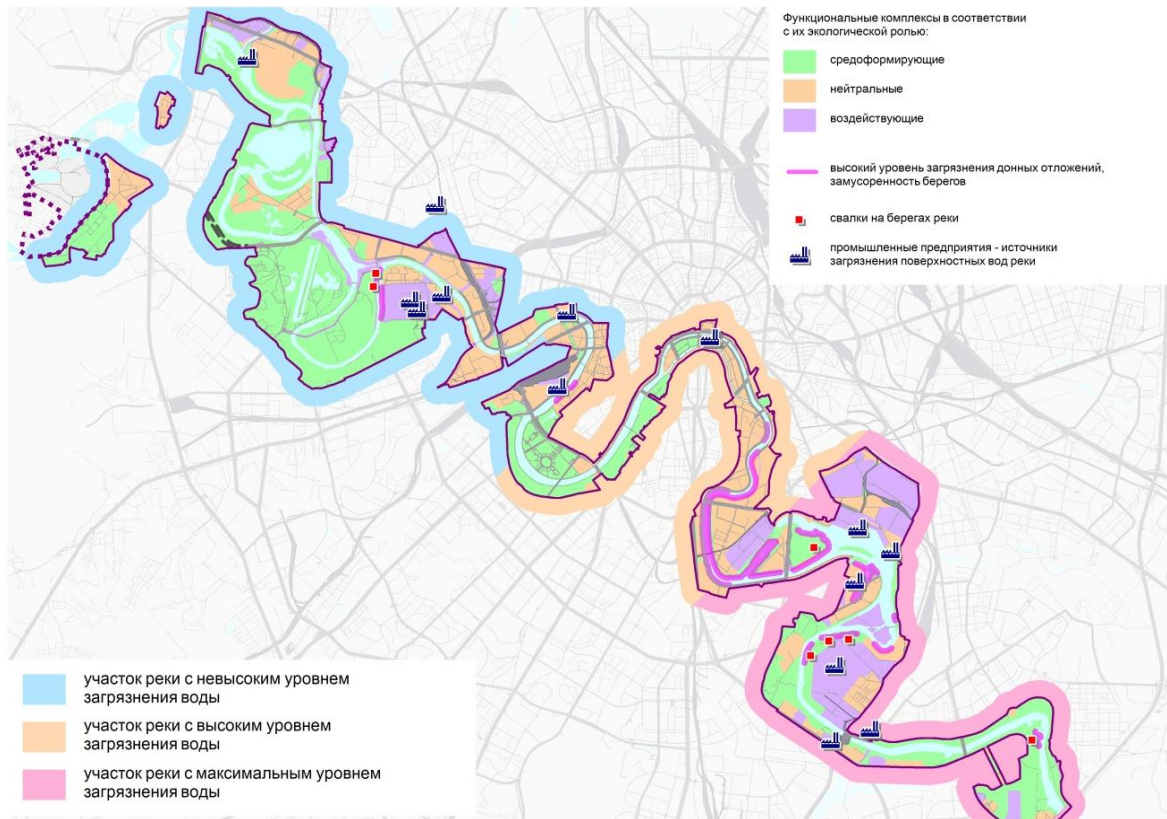 Функциональные комплексы в соответствии
с их экологической ролью:
средоформирующие
нейтральные
воздействующие
высокий уровень загрязнения донных отложений,
замусоренность берегов
свалки на берегах реки
промышленные предприятия - источники
загрязнения поверхностных вод реки
участок реки с невысоким уровнем
загрязнения воды
участок реки с высоким уровнем
загрязнения воды
участок реки с максимальным уровнем
загрязнения воды